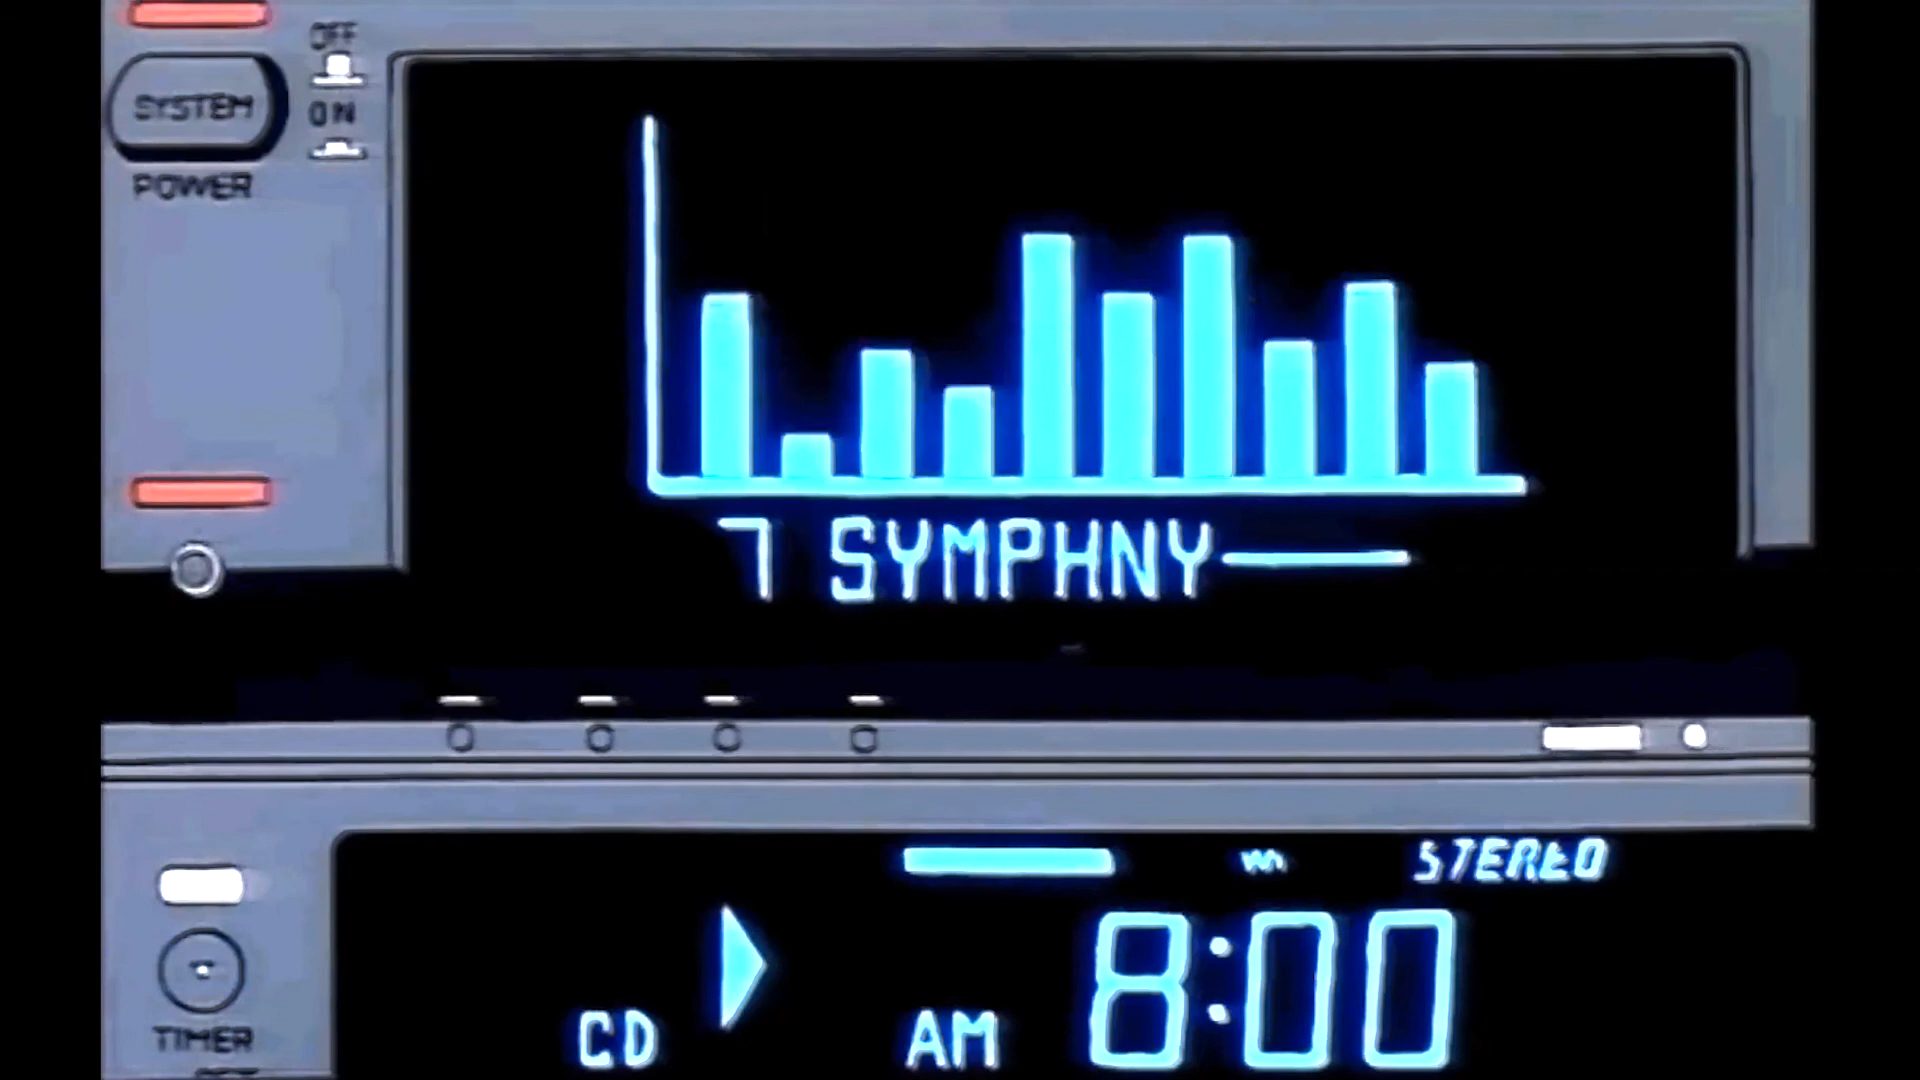 OFF
SYSTEM
ON
POWER
7 SYMPHNY
STEREO
8:00
CD
AM
TIMER